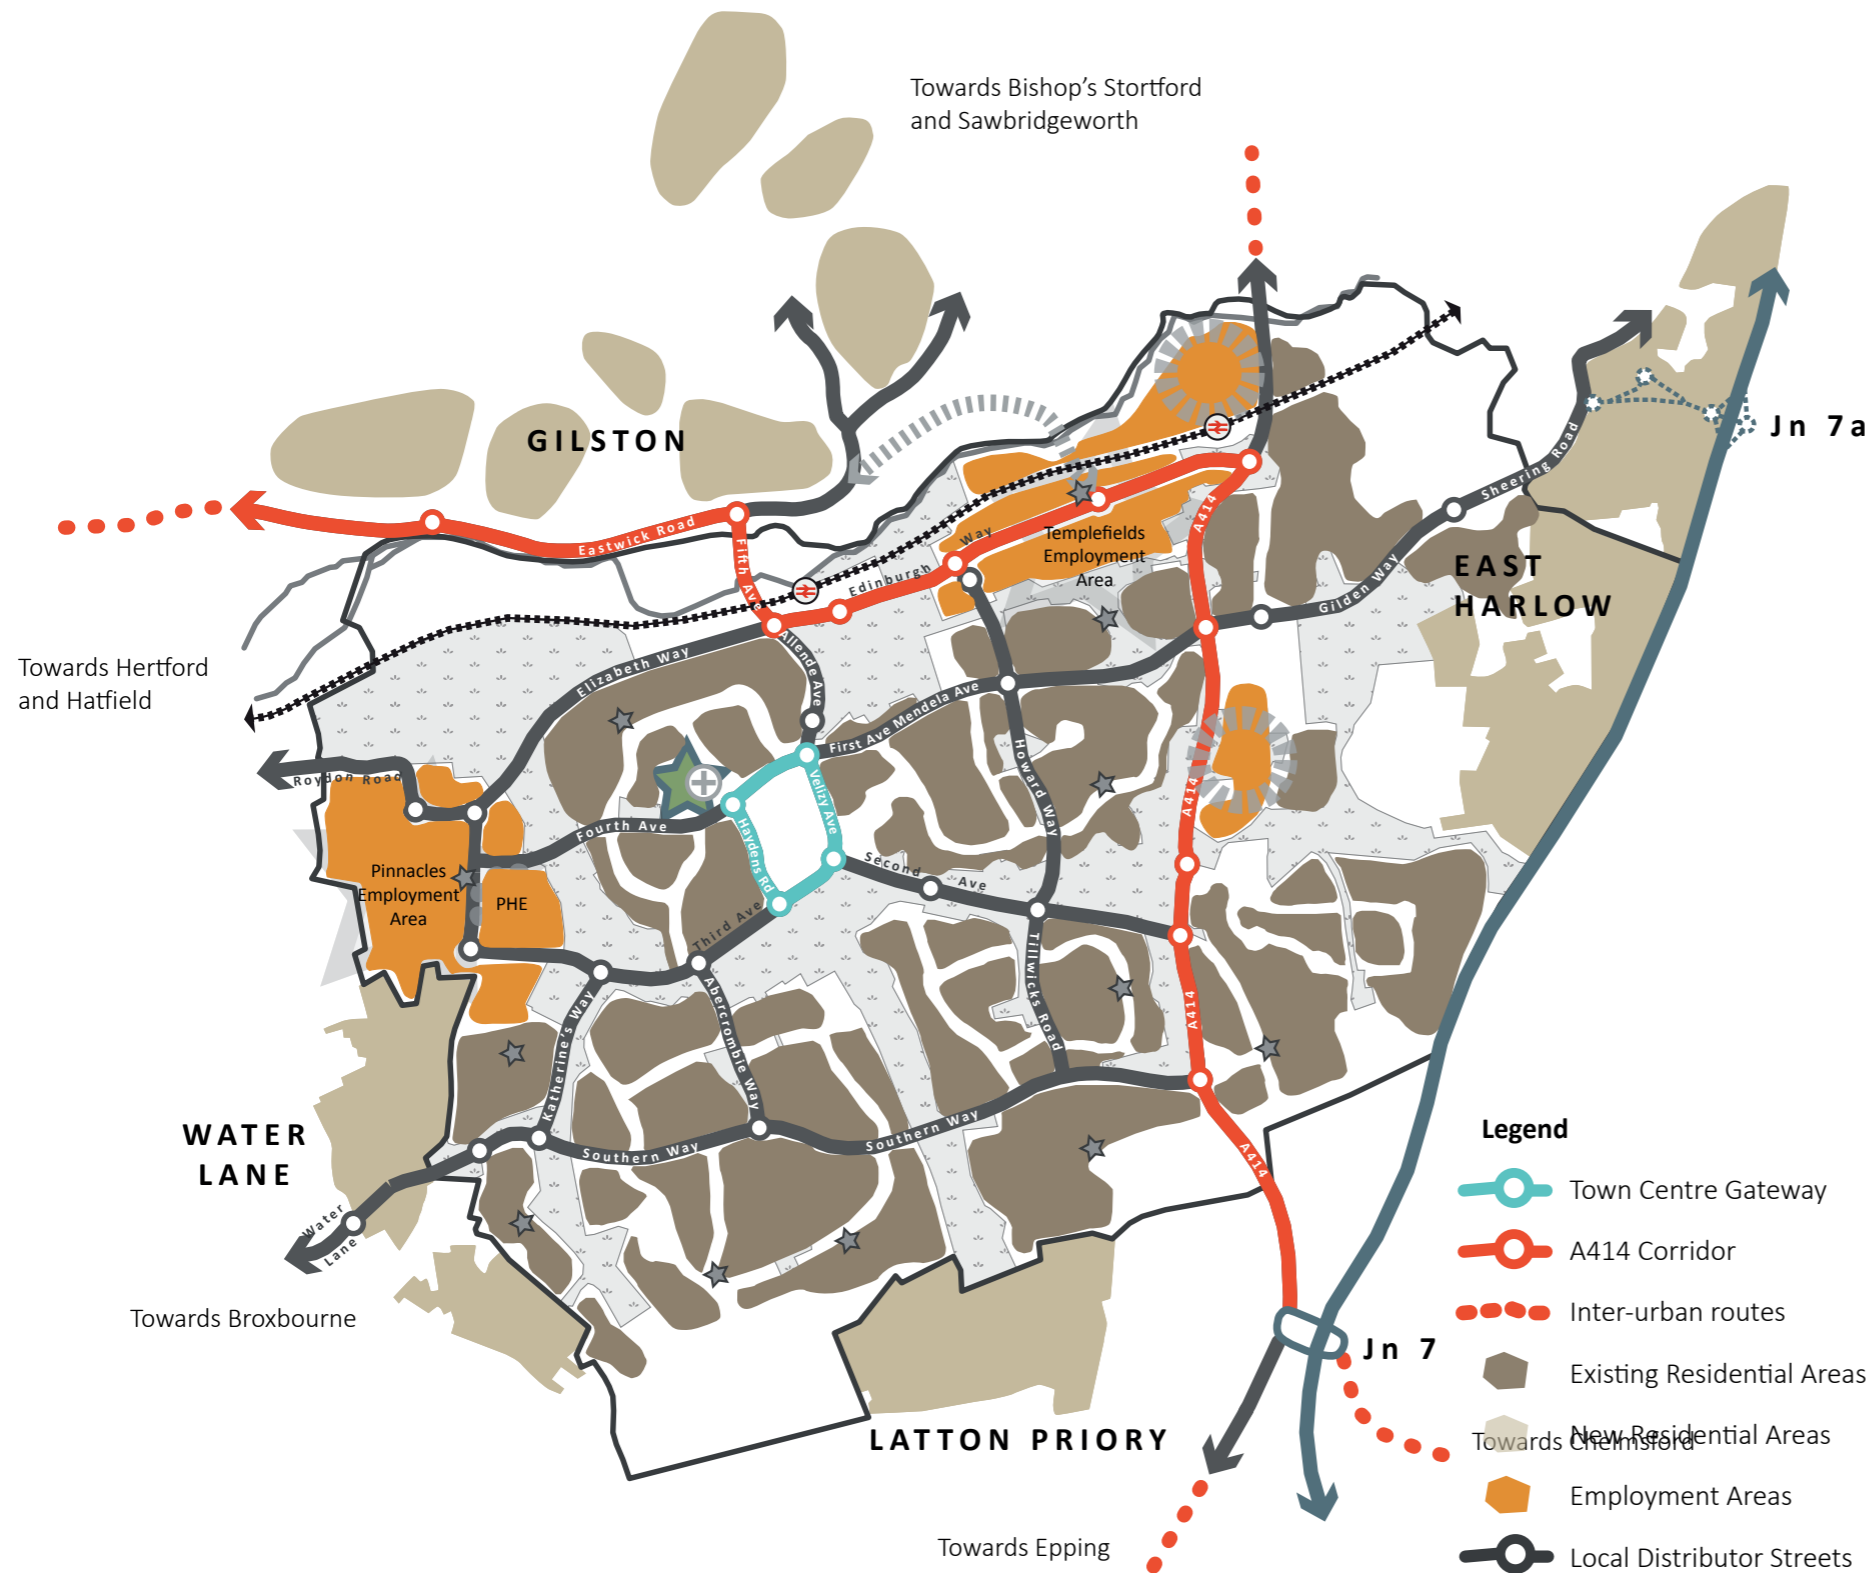 Towards Bishop's Stortford
and Sawbridgeworth
GILSTON
Jn 7a
Eastwick Road
Fifth Ave
Edinburgh
Way
A414
Sheering Road
Templefields
Employment
Area
EAST
HARLOW
Gilden Way
Towards Hertford
and Hatfield
Elizabeth Way
Allende Ave
First Ave Mendela Ave
Roydon Road
Velizy Ave
Howard Way
A414
Fourth Ave
Haydens Rd
Second
Ave
Pinnacles
Employment
Area
PHE
Third Ave
Tillwicks Road
A414
Abercrombie Way
Katherine's Way
WATER
LANE
Southern Way
Southern Way
A414
Water
Lane
Towards Broxbourne
Jn 7
LATTON PRIORY
Towards Chelmsford
Towards Epping
Legend
Town Centre Gateway
A414 Corridor
Inter-urban routes
Existing Residential Areas
New Residential Areas
Employment Areas
Local Distributor Streets